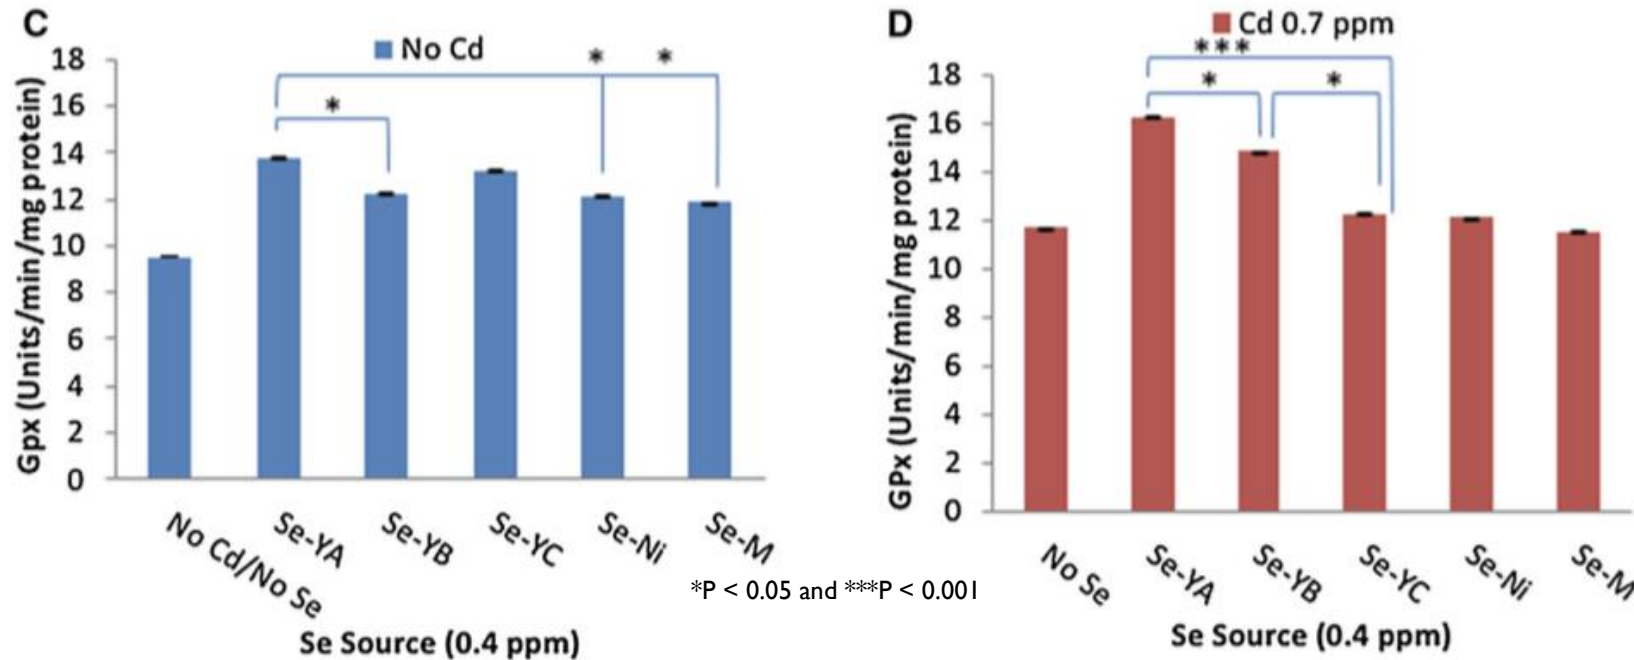 C
No Cd
* *
*
18
16
14
12
10
8
6
4
2
0
Gpx (Units/min/mg protein)
No Cd/No Se
Se-YA
Se-YB
Se-YC
Se-Ni
Se-M
Se Source (0.4 ppm)
D
Cd 0.7 ppm
***
* *
18
16
14
12
10
8
6
4
2
0
GPx (Units/min/mg protein)
No Se
Se-YA
Se-YB
Se-YC
Se-Ni
Se-M
Se Source (0.4 ppm)
*P < 0.05 and ***P < 0.001